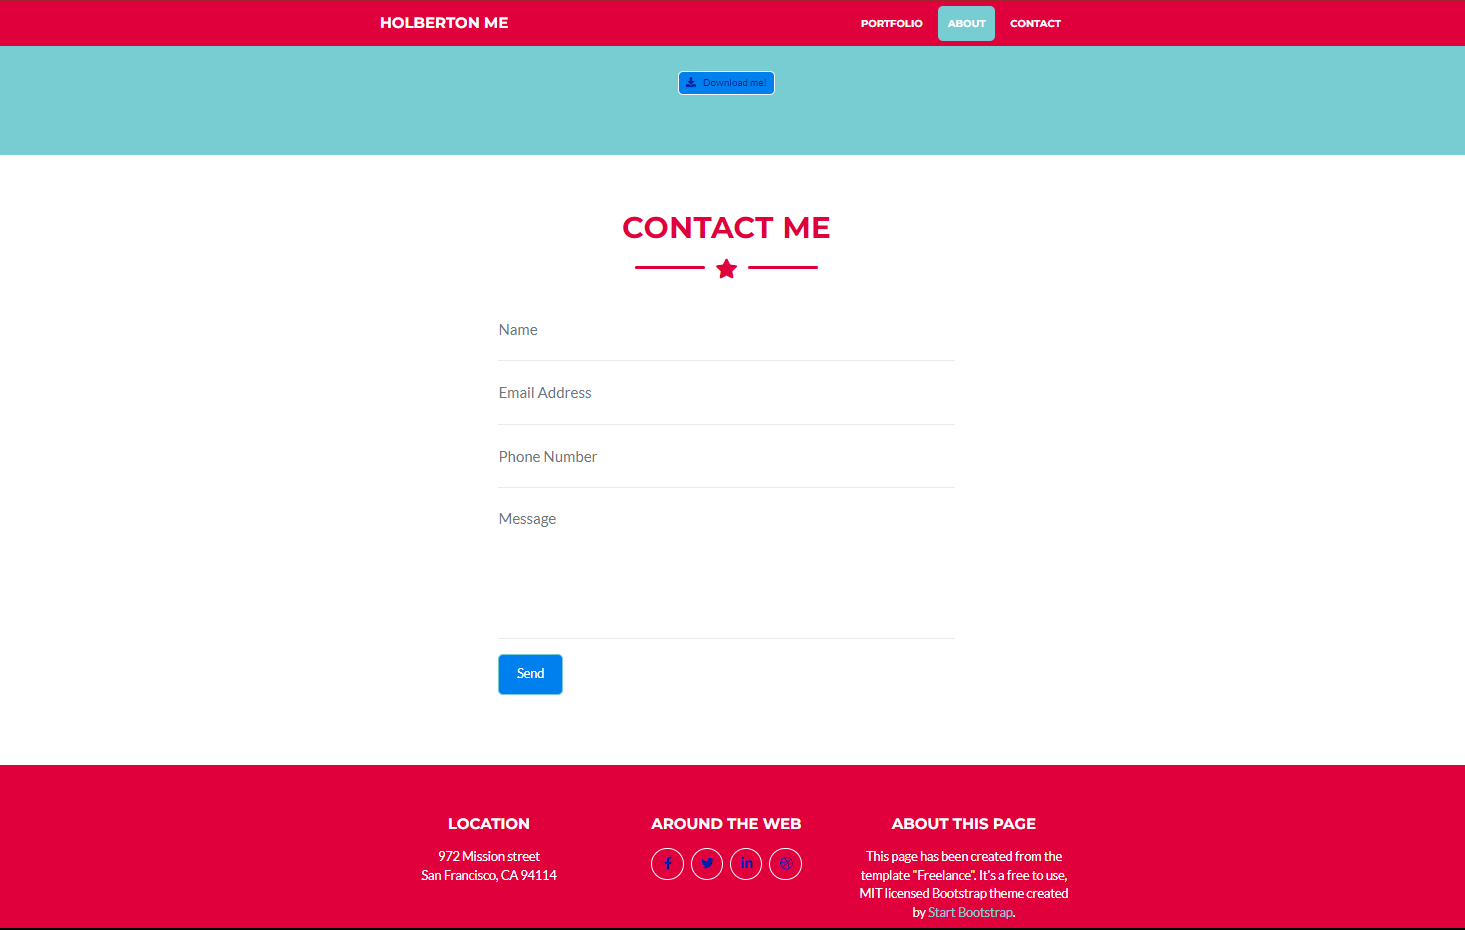 HOLBERTON ME
PORTFOLIO
ABOUT
CONTACT
Download me!
CONTACT ME
Name
Email Address
Phone Number
Message
Send
LOCATION
972 Mission street
San Francisco, CA 94114
AROUND THE WEB
ABOUT THIS PAGE
This page has been created from the
template "Freelance". It's a free to use,
MIT licensed Bootstrap theme created
by Start Bootstrap.